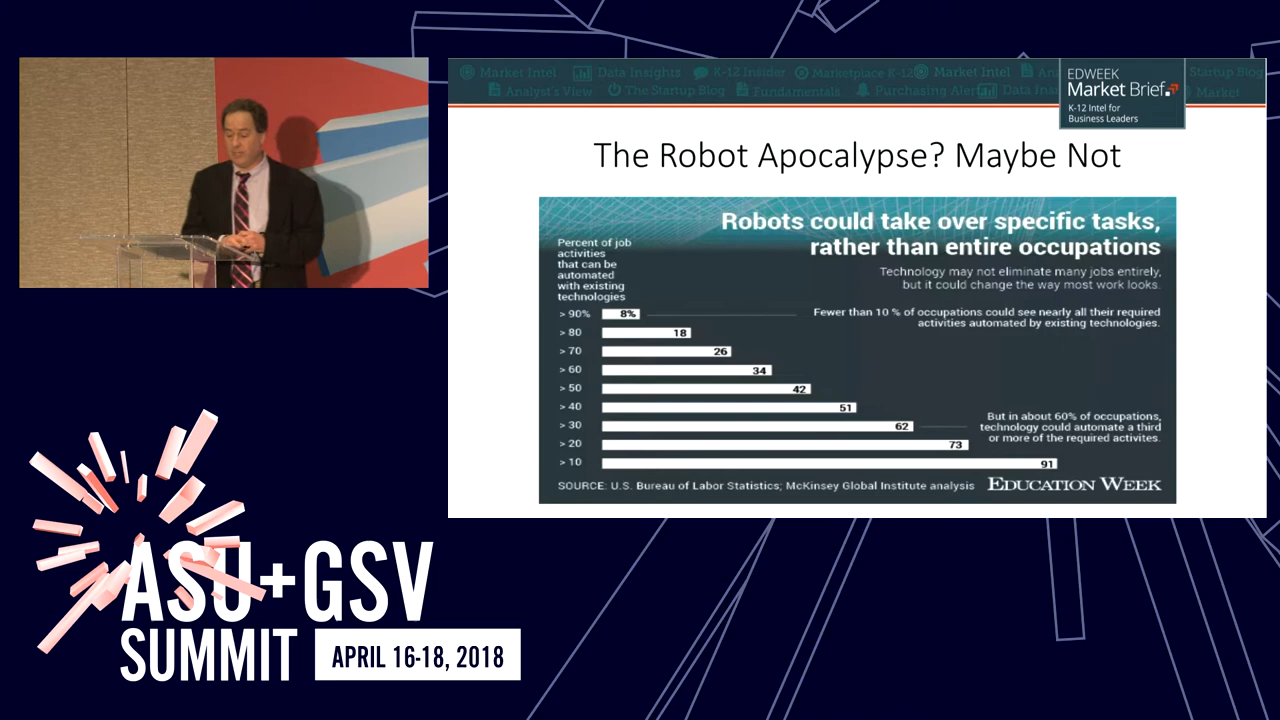 Market Intel Data Insights K-12 Insider Marketplace K-12 Market Intel Startup Blog
Analyst's View The Startup Blog Fundamentals Purchasing Alert Data Market
EDWEEK
Market Brief
K-12 Intel for
Business Leaders
The Robot Apocalypse? Maybe Not
Robots could take over specific tasks,
rather than entire occupations
Technology may not eliminate many jobs entirely,
but it could change the way most work looks.
Percent of job
activities
that can be
automated
with existing
technologies
> 90% 8%
Fewer than 10 % of occupations could see nearly all their required
activities automated by existing technologies.
> 80 18
> 70 26
> 60 34
> 50 42
> 40 51
> 30 62
But in about 60% of occupations,
technology could automate a third
or more of the required activites.
> 20 73
> 10 91
SOURCE: U.S. Bureau of Labor Statistics; McKinsey Global Institute analysis
EDUCATION WEEK
ASU+GSV
SUMMIT
APRIL 16-18, 2018